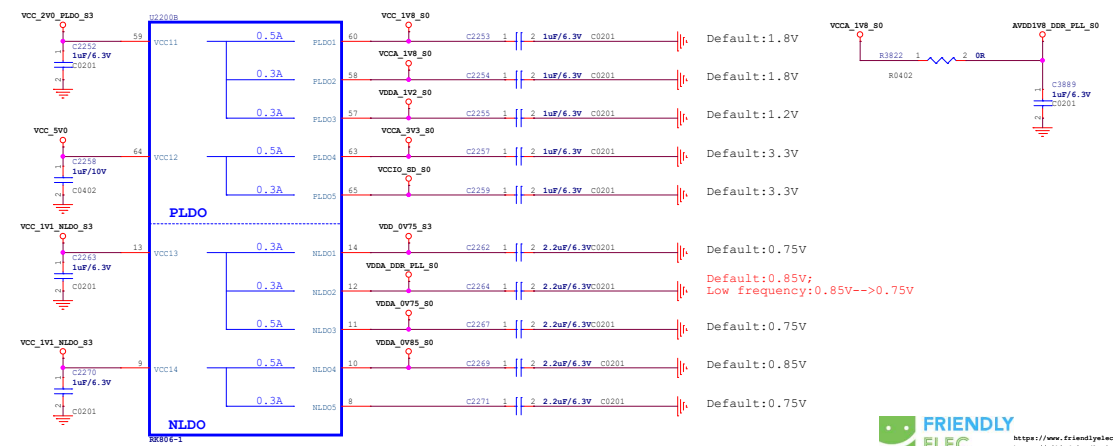 VCC_2V0_PLDO_S3
U2200B
VCC_1V8_S0
VCCA_1V8_S0
AVDD1V8_DDR_PLL_S0
C2252
1uF/6.3V
C0201
1
2
59
VCC11
0.5A
PLDO1
60
C2253 1 2 1uF/6.3V C0201
Default:1.8V
R3822 1 2 0R
R0402
VCCA_1V8_S0
0.3A
PLDO2
58
C2254 1 2 1uF/6.3V C0201
Default:1.8V
C3889
1uF/6.3V
C0201
1
2
VDDA_1V2_S0
0.3A
PLDO3
57
C2255 1 2 1uF/6.3V C0201
Default:1.2V
VCC_5V0
VCCA_3V3_S0
C2258
1uF/10V
C0402
1
2
64
VCC12
0.5A
PLDO4
63
C2257 1 2 1uF/6.3V C0201
Default:3.3V
VCCIO_SD_S0
0.3A
PLDO5
65
C2259 1 2 1uF/6.3V C0201
Default:3.3V
PLDO
VCC_1V1_NLDO_S3
VDD_0V75_S3
C2263
1uF/6.3V
C0201
1
2
13
VCC13
0.3A
NLDO1
14
C2262 1 2 2.2uF/6.3V C0201
Default:0.75V
VDDA_DDR_PLL_S0
0.3A
NLDO2
12
C2264 1 2 2.2uF/6.3V C0201
Default:0.85V;
Low frequency:0.85V-->0.75V
VDDA_0V75_S0
0.5A
NLDO3
11
C2267 1 2 2.2uF/6.3V C0201
Default:0.75V
VCC_1V1_NLDO_S3
VDDA_0V85_S0
C2270
1uF/6.3V
C0201
1
2
9
VCC14
0.5A
NLDO4
10
C2269 1 2 2.2uF/6.3V C0201
Default:0.85V
0.3A
NLDO5
8
C2271 1 2 2.2uF/6.3V C0201
Default:0.75V
NLDO
RK806-1
FRIENDLY
ELEC
https://www.friendlyelec